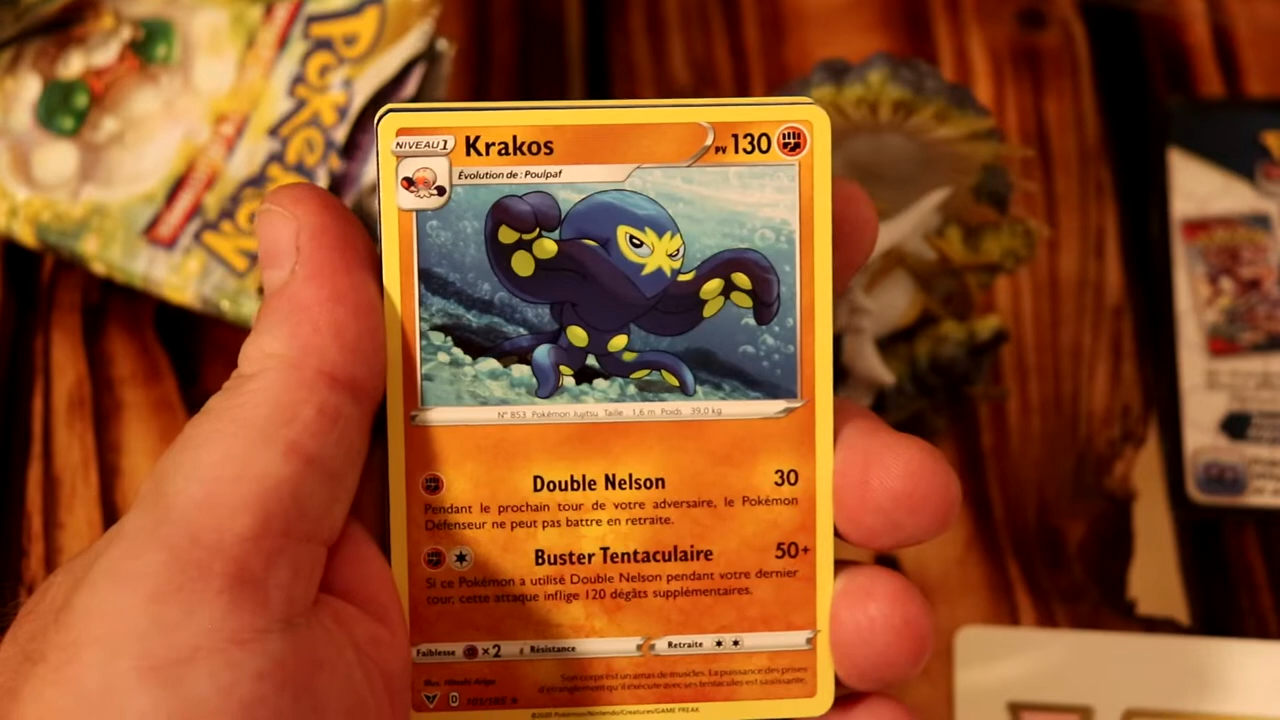 POKéMON
POKéMON
NIVEAU 1
Krakos
PV 130
Évolution de : Poulpaf
N° 853 Pokémon Jujitsu Taille : 1,6 m Poids : 39,0 kg
Double Nelson 30
Pendant le prochain tour de votre adversaire, le Pokémon
Défenseur ne peut pas battre en retraite.
Buster Tentaculaire 50+
Si ce Pokémon a utilisé Double Nelson pendant votre dernier
tour, cette attaque inflige 120 dégâts supplémentaires.
Faiblesse ×2 Résistance Retraite
Son corps est un amas de muscles. La puissance des prises
d'étranglement qu'il exécute avec ses tentacules est saisissante.
Illus. Hitoshi Ariga
D 101/185
©2020 Pokémon/Nintendo/Creatures/GAME FREAK